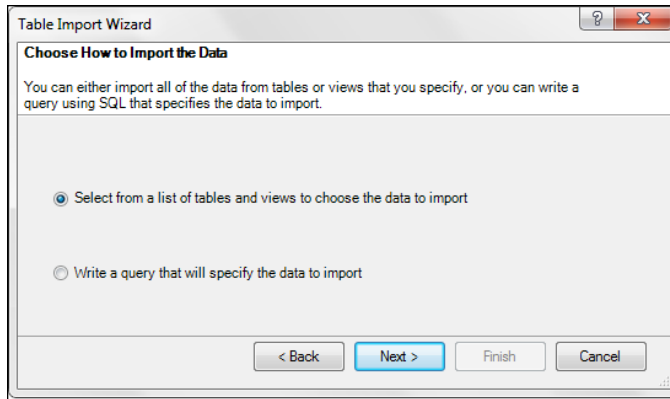 Table Import Wizard
Choose How to Import the Data
You can either import all of the data from tables or views that you specify, or you can write a
query using SQL that specifies the data to import.
Select from a list of tables and views to choose the data to import
Write a query that will specify the data to import
< Back Next > Finish Cancel